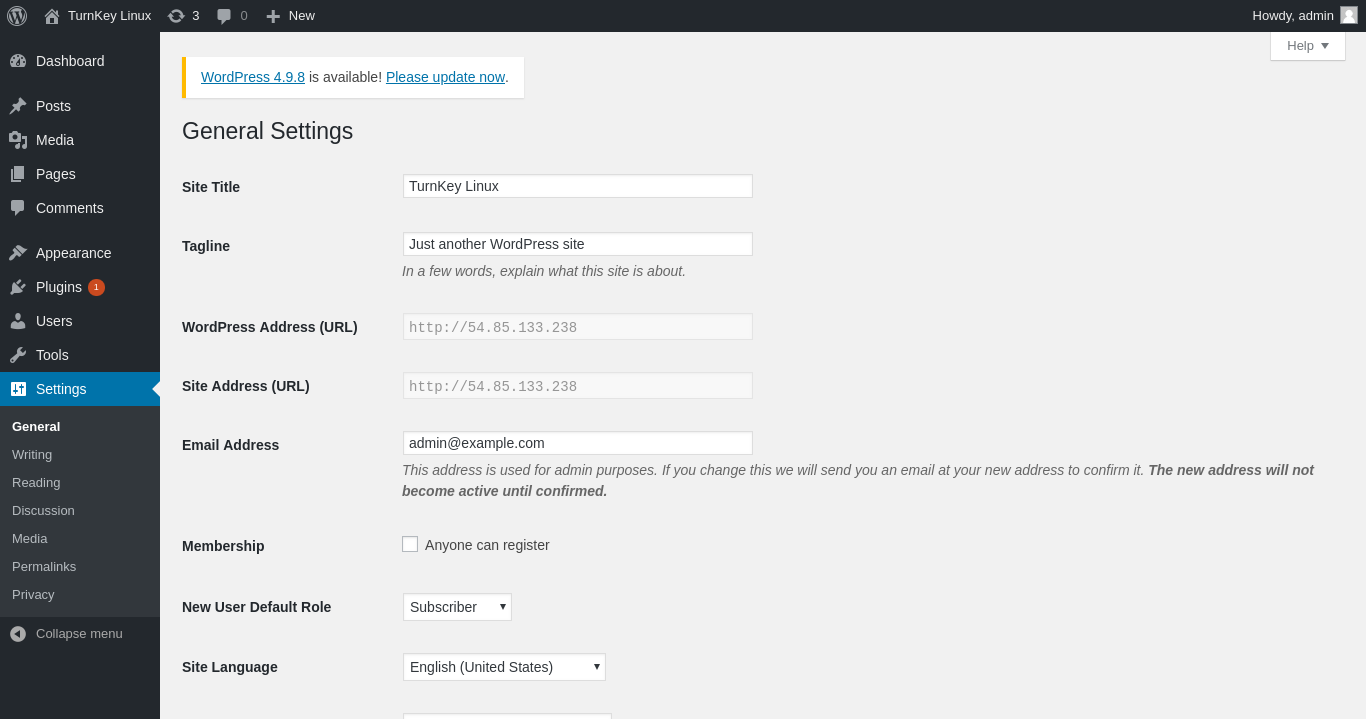 TurnKey Linux 3 0 New Howdy, admin
Help
Dashboard
Posts
Media
Pages
Comments
Appearance
Plugins 1
Users
Tools
Settings
General
Writing
Reading
Discussion
Media
Permalinks
Privacy
Collapse menu
WordPress 4.9.8 is available! Please update now.
General Settings
Site Title TurnKey Linux
Tagline Just another WordPress site
In a few words, explain what this site is about.
WordPress Address (URL) http://54.85.133.238
Site Address (URL) http://54.85.133.238
Email Address admin@example.com
This address is used for admin purposes. If you change this we will send you an email at your new address to confirm it. The new address will not
become active until confirmed.
Membership Anyone can register
New User Default Role Subscriber
Site Language English (United States)